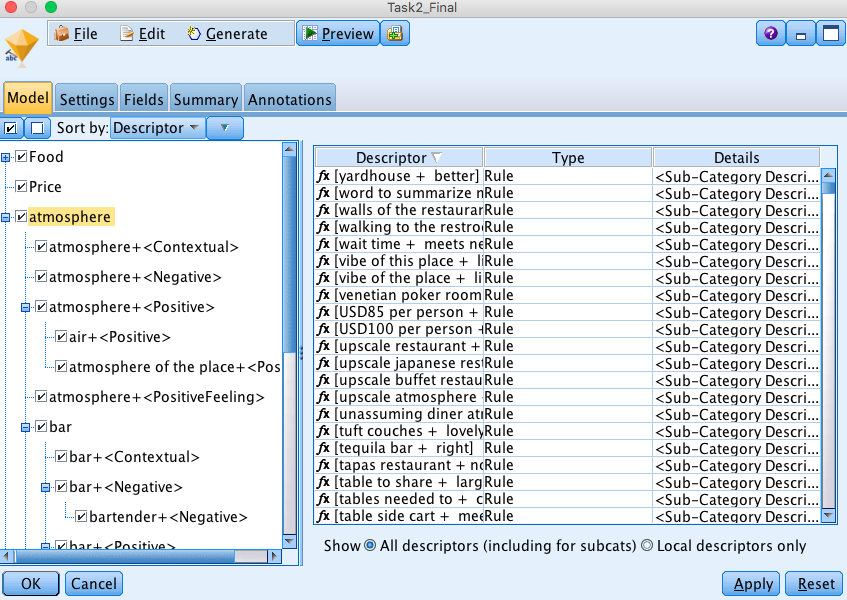 Task2_Final
File Edit Generate Preview
abc
Model Settings Fields Summary Annotations
Sort by: Descriptor
Food
Price
atmosphere
atmosphere+<Contextual>
atmosphere+<Negative>
atmosphere+<Positive>
air+<Positive>
atmosphere of the place+<Pos
atmosphere+<PositiveFeeling>
bar
bar+<Contextual>
bar+<Negative>
bartender+<Negative>
bar+<Positive>
Descriptor Type Details
fx [yardhouse + better] Rule <Sub-Category Descri...
fx [word to summarize m Rule <Sub-Category Descri...
fx [walls of the restaurar Rule <Sub-Category Descri...
fx [walking to the restro Rule <Sub-Category Descri...
fx [wait time + meets ne Rule <Sub-Category Descri...
fx [vibe of this place + li Rule <Sub-Category Descri...
fx [vibe of the place + li Rule <Sub-Category Descri...
fx [venetian poker room Rule <Sub-Category Descri...
fx [USD85 per person + Rule <Sub-Category Descri...
fx [USD100 per person + Rule <Sub-Category Descri...
fx [upscale restaurant + Rule <Sub-Category Descri...
fx [upscale japanese rest Rule <Sub-Category Descri...
fx [upscale buffet restau Rule <Sub-Category Descri...
fx [upscale atmosphere Rule <Sub-Category Descri...
fx [unassuming diner atr Rule <Sub-Category Descri...
fx [tuft couches + lovely Rule <Sub-Category Descri...
fx [tequila bar + right] Rule <Sub-Category Descri...
fx [tapas restaurant + no Rule <Sub-Category Descri...
fx [table to share + larg Rule <Sub-Category Descri...
fx [tables needed to + c Rule <Sub-Category Descri...
fx [table side cart + mee Rule <Sub-Category Descri...
Show All descriptors (including for subcats) Local descriptors only
OK Cancel Apply Reset